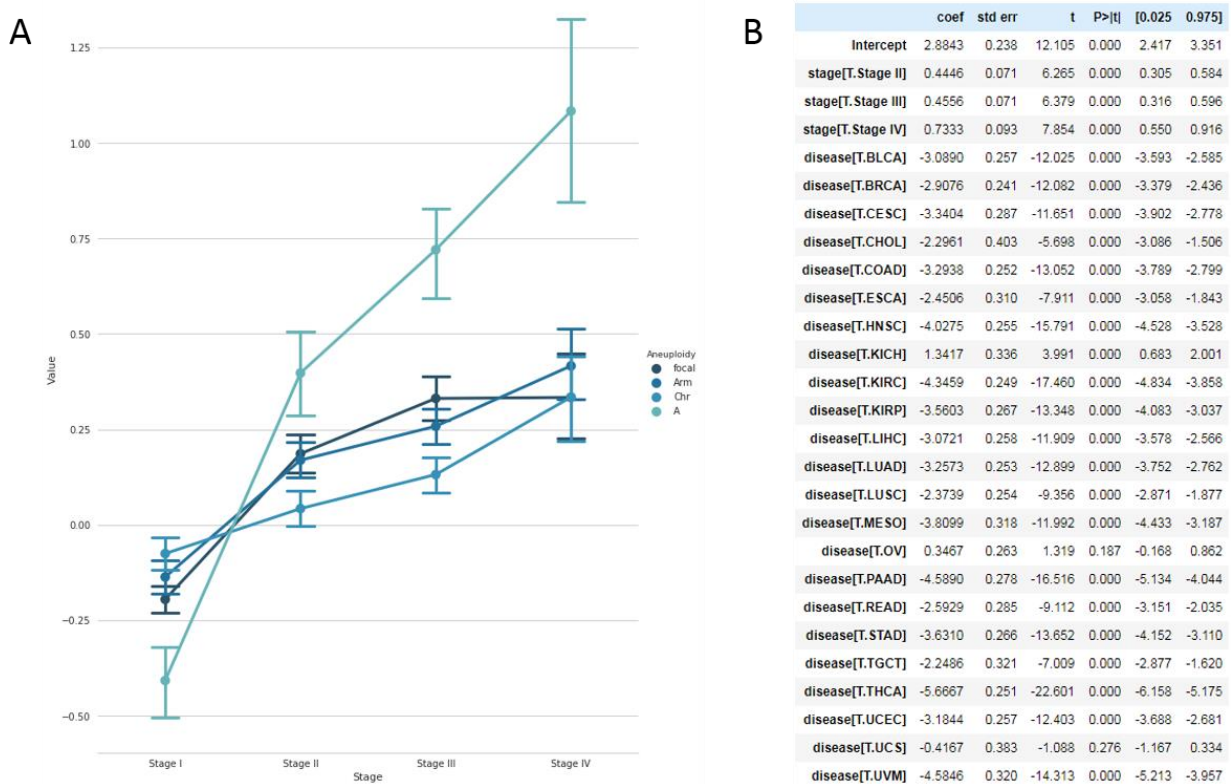 A
1.25
1.00
0.75
0.50
0.25
0.00
−0.25
−0.50
Value
Stage I
Stage II
Stage III
Stage IV
Stage
Aneuploidy
focal
Arm
Chr
A
B
coef std err t P>|t| [0.025 0.975]
Intercept 2.8843 0.238 12.105 0.000 2.417 3.351
stage[T.Stage II] 0.4446 0.071 6.265 0.000 0.305 0.584
stage[T.Stage III] 0.4556 0.071 6.379 0.000 0.316 0.596
stage[T.Stage IV] 0.7333 0.093 7.854 0.000 0.550 0.916
disease[T.BLCA] -3.0890 0.257 -12.025 0.000 -3.593 -2.585
disease[T.BRCA] -2.9076 0.241 -12.082 0.000 -3.379 -2.436
disease[T.CESC] -3.3404 0.287 -11.651 0.000 -3.902 -2.778
disease[T.CHOL] -2.2961 0.403 -5.698 0.000 -3.086 -1.506
disease[T.COAD] -3.2938 0.252 -13.052 0.000 -3.789 -2.799
disease[T.ESCA] -2.4506 0.310 -7.911 0.000 -3.058 -1.843
disease[T.HNSC] -4.0275 0.255 -15.791 0.000 -4.528 -3.528
disease[T.KICH] 1.3417 0.336 3.991 0.000 0.683 2.001
disease[T.KIRC] -4.3459 0.249 -17.460 0.000 -4.834 -3.858
disease[T.KIRP] -3.5603 0.267 -13.348 0.000 -4.083 -3.037
disease[T.LIHC] -3.0721 0.258 -11.909 0.000 -3.578 -2.566
disease[T.LUAD] -3.2573 0.253 -12.899 0.000 -3.752 -2.762
disease[T.LUSC] -2.3739 0.254 -9.356 0.000 -2.871 -1.877
disease[T.MESO] -3.8099 0.318 -11.992 0.000 -4.433 -3.187
disease[T.OV] 0.3467 0.263 1.319 0.187 -0.168 0.862
disease[T.PAAD] -4.5890 0.278 -16.516 0.000 -5.134 -4.044
disease[T.READ] -2.5929 0.285 -9.112 0.000 -3.151 -2.035
disease[T.STAD] -3.6310 0.266 -13.652 0.000 -4.152 -3.110
disease[T.TGCT] -2.2486 0.321 -7.009 0.000 -2.877 -1.620
disease[T.THCA] -5.6667 0.251 -22.601 0.000 -6.158 -5.175
disease[T.UCEC] -3.1844 0.257 -12.403 0.000 -3.688 -2.681
disease[T.UCS] -0.4167 0.383 -1.088 0.276 -1.167 0.334
disease[T.UVM] -4.5846 0.320 -14.313 0.000 -5.213 -3.957